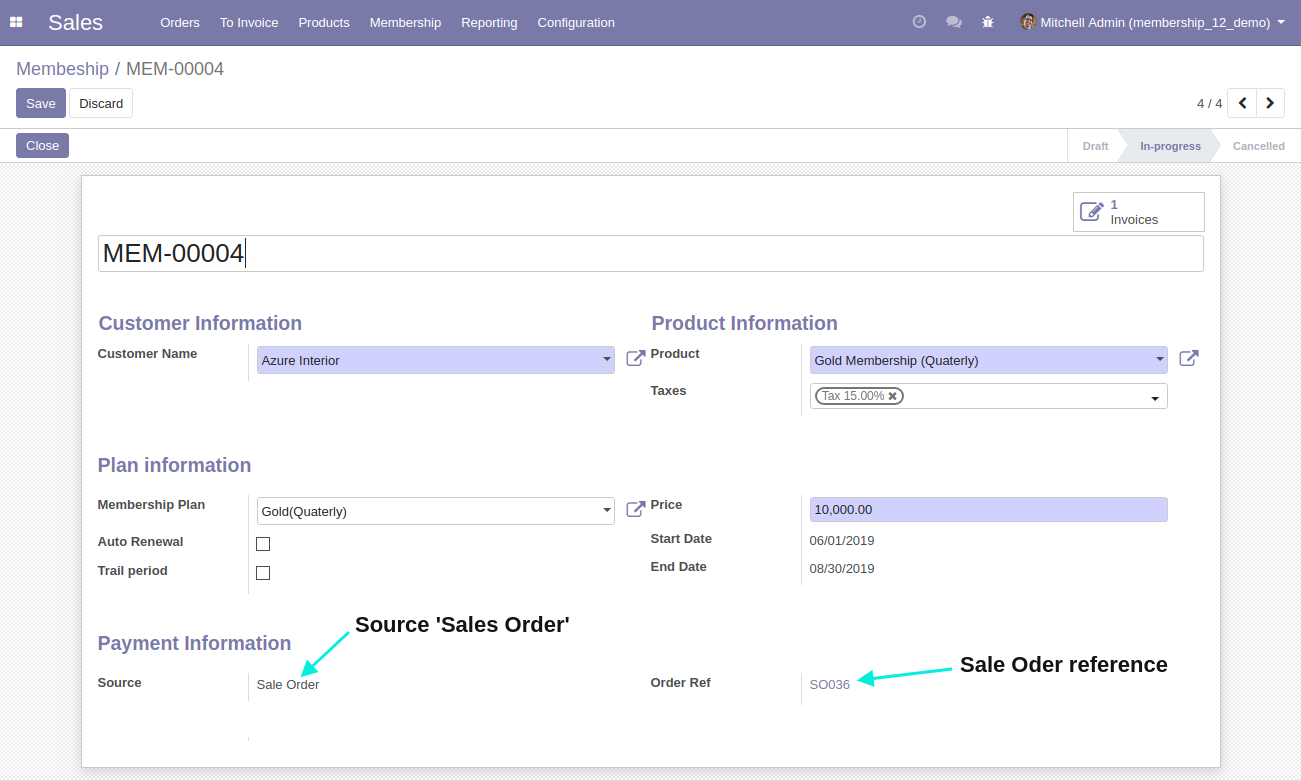 Sales Orders To Invoice Products Membership Reporting Configuration Mitchell Admin (membership_12_demo)
Membeship / MEM-00004
Save Discard 4 / 4
Close Draft In-progress Cancelled
1
Invoices
MEM-00004
Customer Information Product Information
Customer Name Azure Interior Product Gold Membership (Quaterly)
Taxes Tax 15.00%
Plan information
Membership Plan Gold(Quaterly) Price 10,000.00
Auto Renewal Start Date 06/01/2019
Trail period End Date 08/30/2019
Source 'Sales Order'
Payment Information
Sale Oder reference
Source Sale Order Order Ref SO036